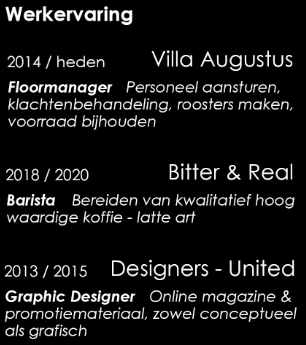 Werkervaring
2014 / heden Villa Augustus
Floormanager Personeel aansturen,
klachtenbehandeling, roosters maken,
voorraad bijhouden
2018 / 2020 Bitter & Real
Barista Bereiden van kwalitatief hoog
waardige koffie - latte art
2013 / 2015 Designers - United
Graphic Designer Online magazine &
promotiemateriaal, zowel conceptueel
als grafisch